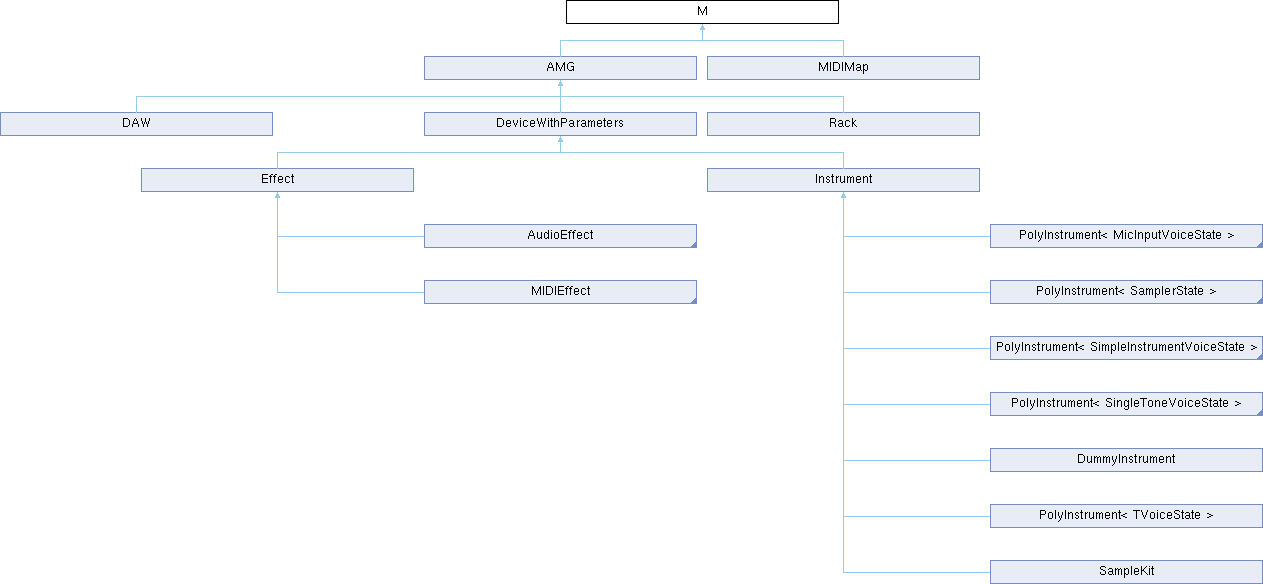 M
AMG
MIDIMap
DAW
DeviceWithParameters
Rack
Effect
Instrument
AudioEffect
PolyInstrument< MicInputVoiceState >
MIDIEffect
PolyInstrument< SamplerState >
PolyInstrument< SimpleInstrumentVoiceState >
PolyInstrument< SingleToneVoiceState >
DummyInstrument
PolyInstrument< TVoiceState >
SampleKit